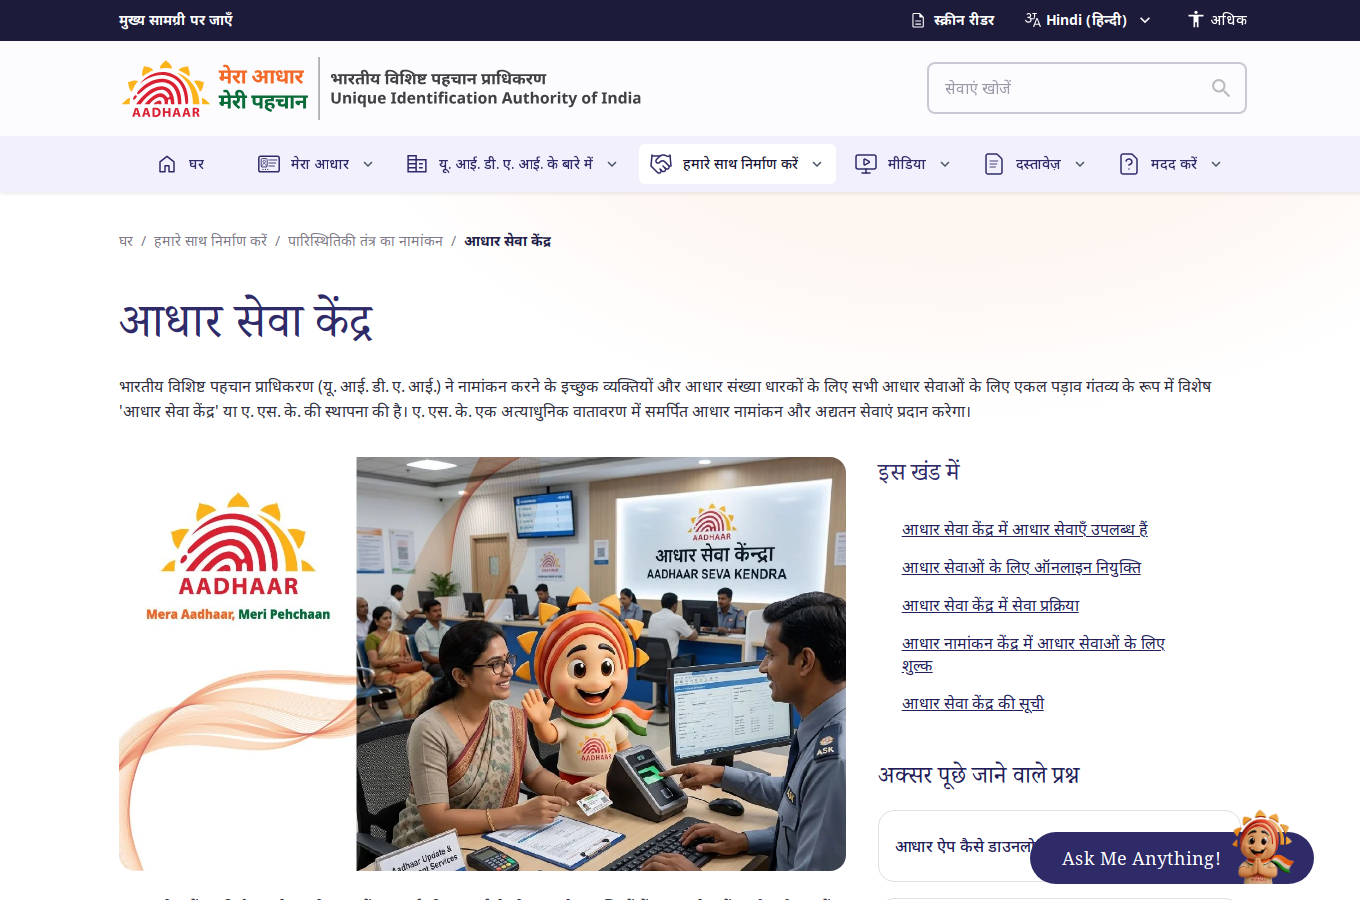 मुख्य सामग्री पर जाएँ
स्क्रीन रीडर
Hindi (हिन्दी)
अधिक
AADHAAR
मेरा आधार
मेरी पहचान
भारतीय विशिष्ट पहचान प्राधिकरण
Unique Identification Authority of India
सेवाएं खोजें
घर
मेरा आधार
यू. आई. डी. ए. आई. के बारे में
हमारे साथ निर्माण करें
मीडिया
दस्तावेज़
मदद करें
घर / हमारे साथ निर्माण करें / पारिस्थितिकी तंत्र का नामांकन / आधार सेवा केंद्र
आधार सेवा केंद्र
भारतीय विशिष्ट पहचान प्राधिकरण (यू. आई. डी. ए. आई.) ने नामांकन करने के इच्छुक व्यक्तियों और आधार संख्या धारकों के लिए सभी आधार सेवाओं के लिए एकल पड़ाव गंतव्य के रूप में विशेष
'आधार सेवा केंद्र' या ए. एस. के. की स्थापना की है। ए. एस. के. एक अत्याधुनिक वातावरण में समर्पित आधार नामांकन और अद्यतन सेवाएं प्रदान करेगा।
AADHAAR
Mera Aadhaar, Meri Pehchaan
AADHAAR
आधार सेवा केंन्द्रा
AADHAAR SEVA KENDRA
AADHAAR
ASK
Aadhaar Update &
Services
इस खंड में
आधार सेवा केंद्र में आधार सेवाएँ उपलब्ध हैं
आधार सेवाओं के लिए ऑनलाइन नियुक्ति
आधार सेवा केंद्र में सेवा प्रक्रिया
आधार नामांकन केंद्र में आधार सेवाओं के लिए
शुल्क
आधार सेवा केंद्र की सूची
अक्सर पूछे जाने वाले प्रश्न
आधार ऐप कैसे डाउनलो
Ask Me Anything!